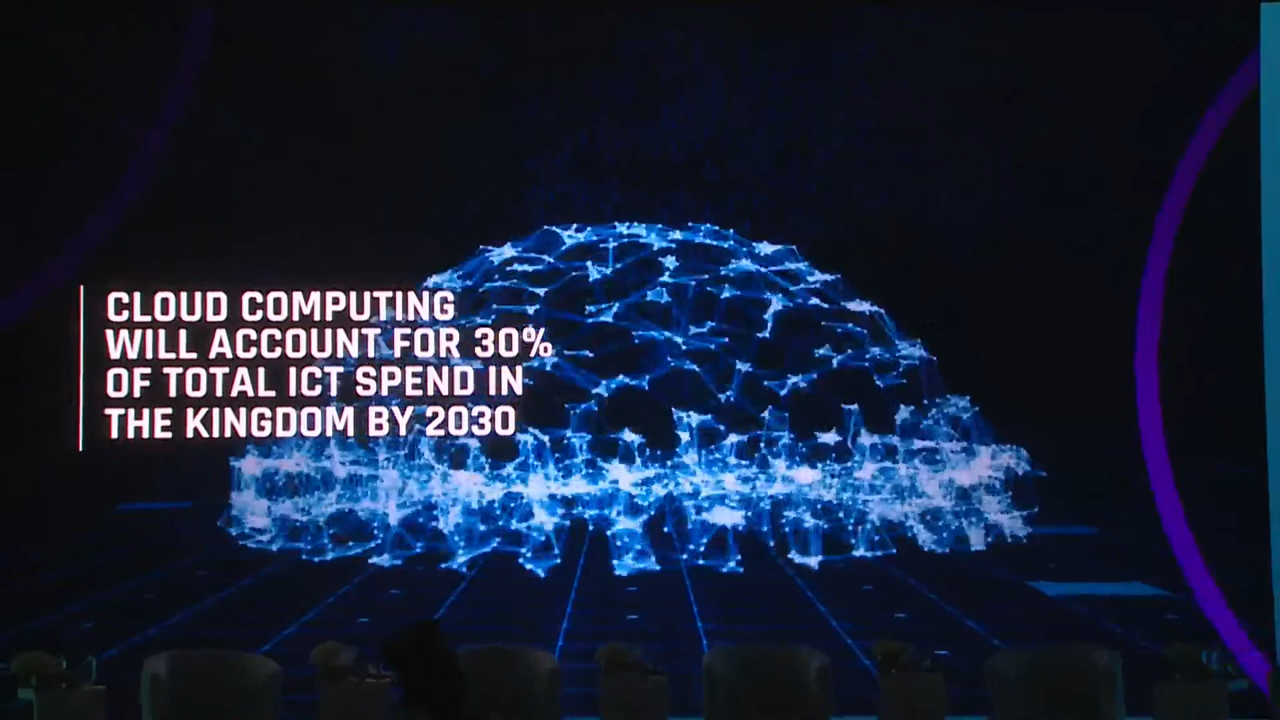 CLOUD COMPUTING
WILL ACCOUNT FOR 30%
OF TOTAL ICT SPEND IN
THE KINGDOM BY 2030